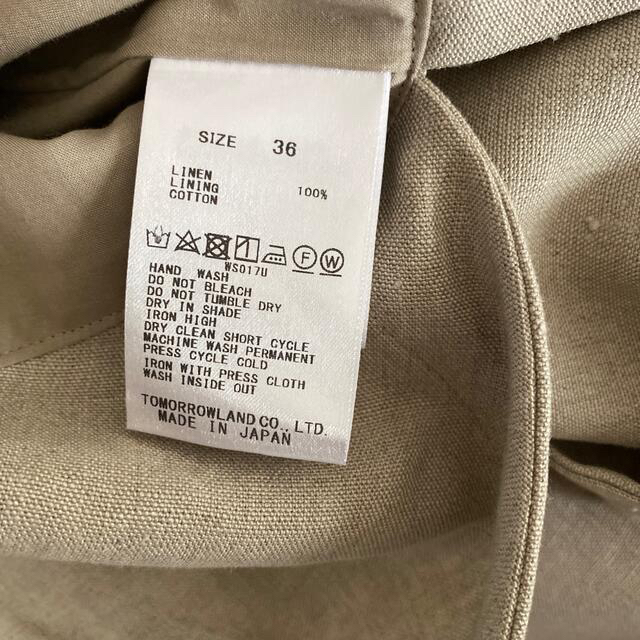 SIZE 36
LINEN
LINING 100%
COTTON
F W
WS017U
HAND WASH
DO NOT BLEACH
DO NOT TUMBLE DRY
DRY IN SHADE
IRON HIGH
DRY CLEAN SHORT CYCLE
MACHINE WASH PERMANENT
PRESS CYCLE COLD
IRON WITH PRESS CLOTH
WASH INSIDE OUT
TOMORROWLAND CO., LTD.
MADE IN JAPAN